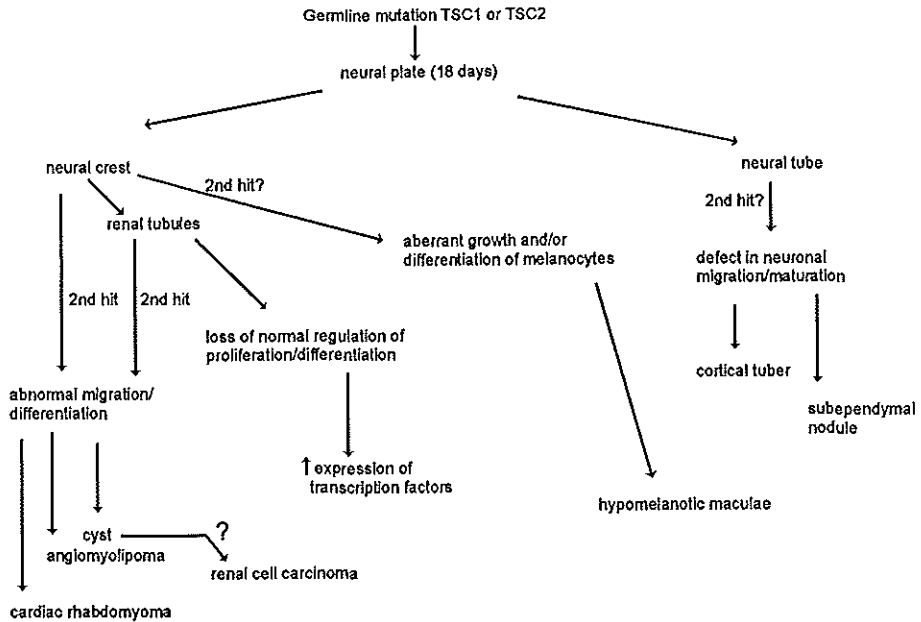 Germline mutation TSC1 or TSC2
neural plate (18 days)
neural crest
neural tube
2nd hit?
2nd hit?
renal tubules
aberrant growth and/or
differentiation of melanocytes
defect in neuronal
migration/maturation
2nd hit
2nd hit
loss of normal regulation of
proliferation/differentiation
cortical tuber
abnormal migration/
differentiation
subependymal
nodule
↑ expression of
transcription factors
hypomelanotic maculae
cyst
?
angiomyolipoma
renal cell carcinoma
cardiac rhabdomyoma